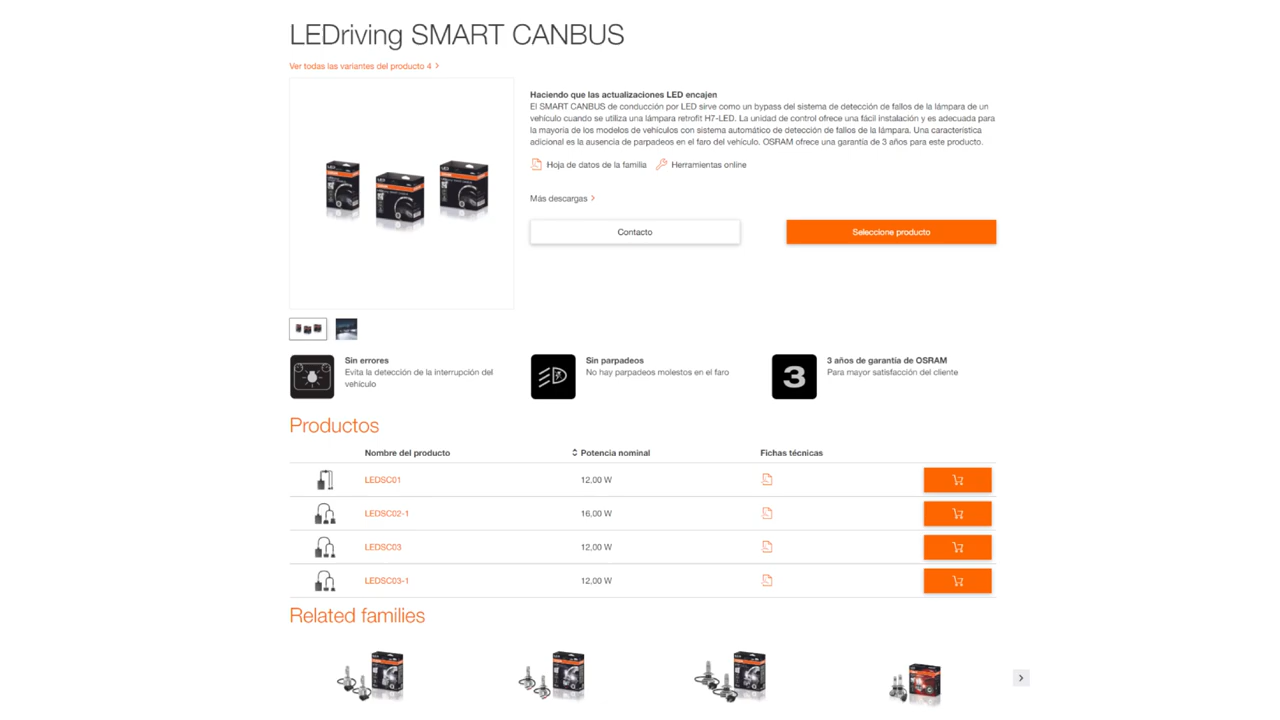 LEDriving SMART CANBUS
Ver todas las variantes del producto 4
Haciendo que las actualizaciones LED encajen
El SMART CANBUS de conducción por LED sirve como un bypass del sistema de detección de fallos de la lámpara de un
vehículo cuando se utiliza una lámpara retrofit H7-LED. La unidad de control ofrece una fácil instalación y es adecuada para
la mayoría de los modelos de vehículos con sistema automático de detección de fallos de la lámpara. Una característica
adicional es la ausencia de parpadeos en el faro del vehículo. OSRAM ofrece una garantía de 3 años para este producto.
Hoja de datos de la familia Herramientas online
Más descargas
Contacto Seleccione producto
Sin errores
Evita la detección de la interrupción del
vehículo
Sin parpadeos
No hay parpadeos molestos en el faro
3
3 años de garantía de OSRAM
Para mayor satisfacción del cliente
Productos
Nombre del producto Potencia nominal Fichas técnicas
LEDSC01 12,00 W
LEDSC02-1 16,00 W
LEDSC03 12,00 W
LEDSC03-1 12,00 W
Related families